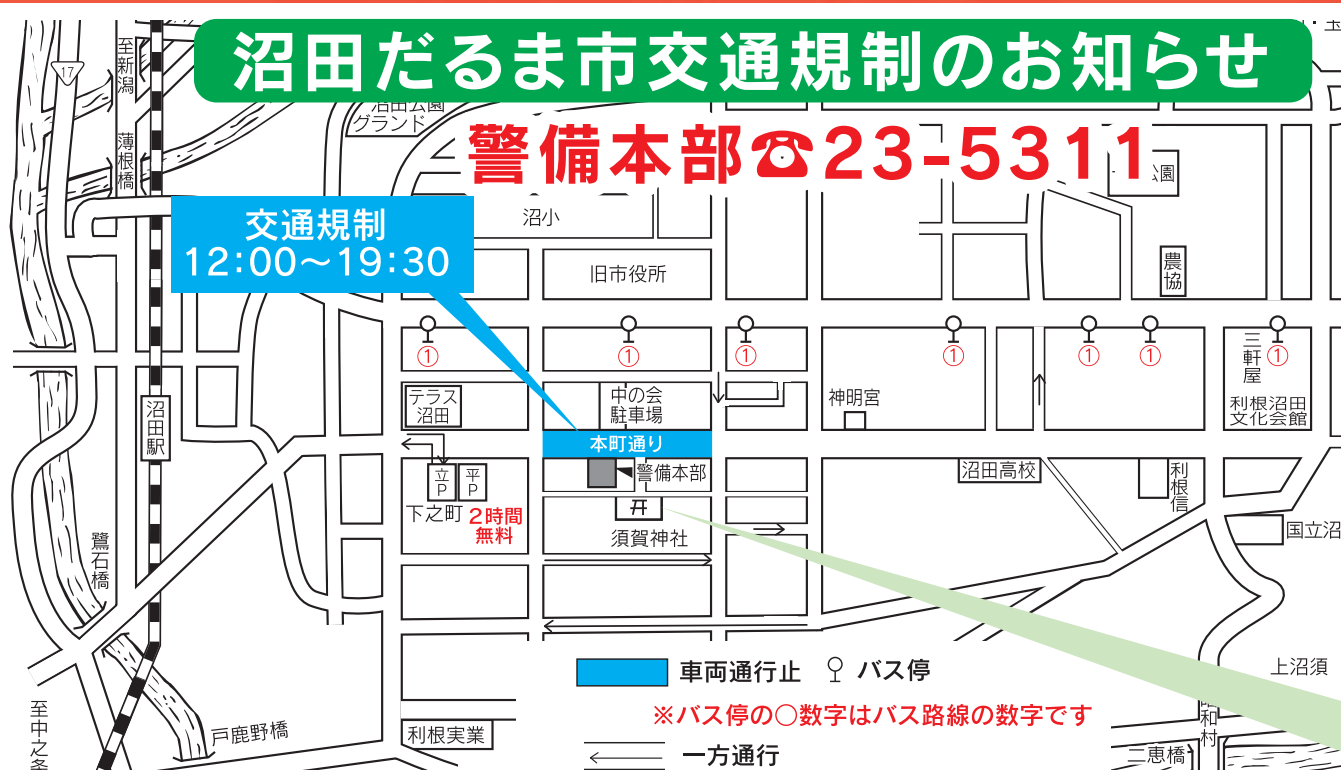 沼田だるま市交通規制のお知らせ
警備本部☎23-5311
至新潟
17
薄根橋
沼田公園
グランド
公園
沼小
交通規制
12:00～19:30
旧市役所
農協
①
①
①
①
①
①
①
三軒屋
テラス
沼田
中の会
駐車場
神明宮
利根沼田
文化会館
沼田駅
本町通り
警備本部
立P
平P
沼田高校
利根信
下之町
2時間
無料
須賀神社
国立沼
鷺石橋
上沼須
車両通行止
バス停
※バス停の〇数字はバス路線の数字です
一方通行
至中之条
戸鹿野橋
利根実業
昭和村
二恵橋